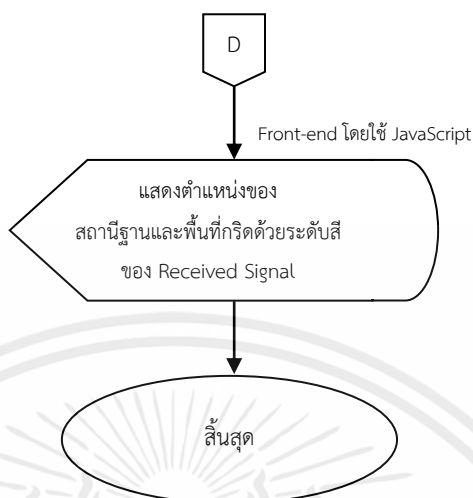 D
Front-end โดยใช้ JavaScript
แสดงตำแหน่งของ
สถานีฐานและพื้นที่กริดด้วยระดับสี
ของ Received Signal
สิ้นสุด